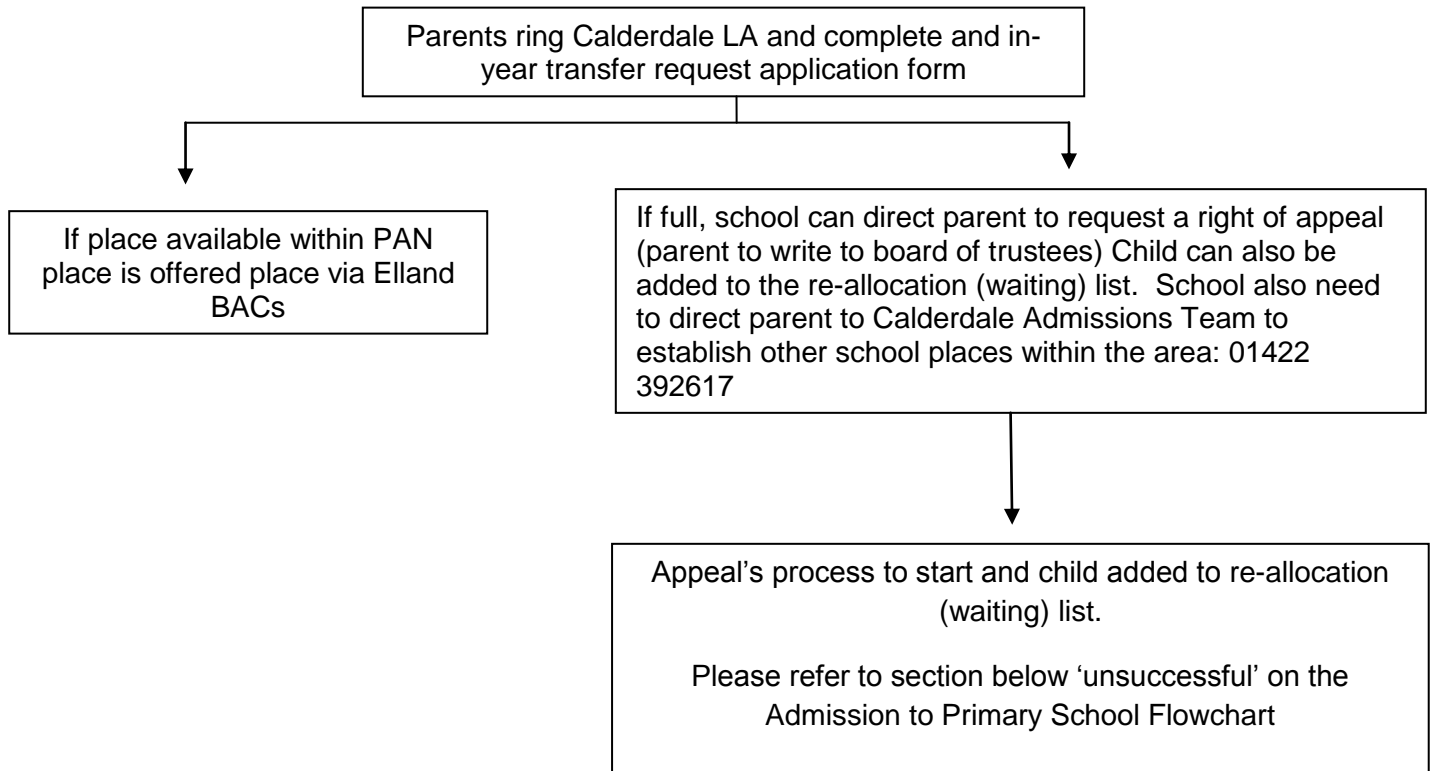 Parents ring Calderdale LA and complete and in-
year transfer request application form
If place available within PAN
place is offered place via Elland
BACs
If full, school can direct parent to request a right of appeal
(parent to write to board of trustees) Child can also be
added to the re-allocation (waiting) list.  School also need
to direct parent to Calderdale Admissions Team to
establish other school places within the area: 01422
392617
Appeal’s process to start and child added to re-allocation
(waiting) list.
Please refer to section below ‘unsuccessful’ on the
Admission to Primary School Flowchart